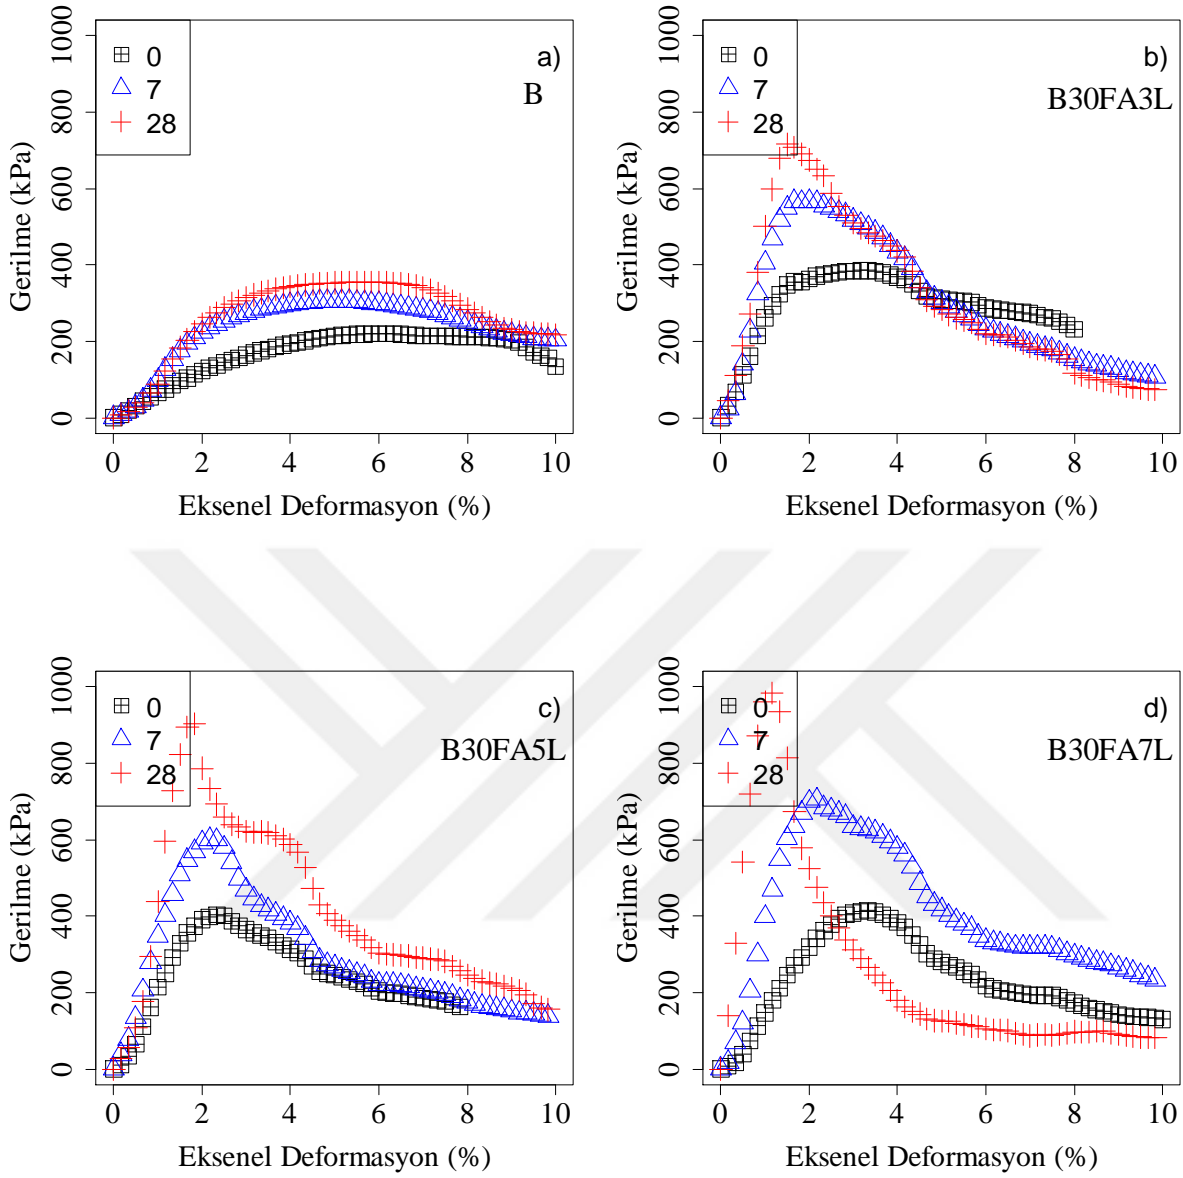 a)
B
0
7
28
Gerilme (kPa)
1000
800
600
400
200
0
0 2 4 6 8 10
Eksenel Deformasyon (%)
b)
B30FA3L
0
7
28
Gerilme (kPa)
1000
800
600
400
200
0
0 2 4 6 8 10
Eksenel Deformasyon (%)
c)
B30FA5L
0
7
28
Gerilme (kPa)
1000
800
600
400
200
0
0 2 4 6 8 10
Eksenel Deformasyon (%)
d)
B30FA7L
0
7
28
Gerilme (kPa)
1000
800
600
400
200
0
0 2 4 6 8 10
Eksenel Deformasyon (%)